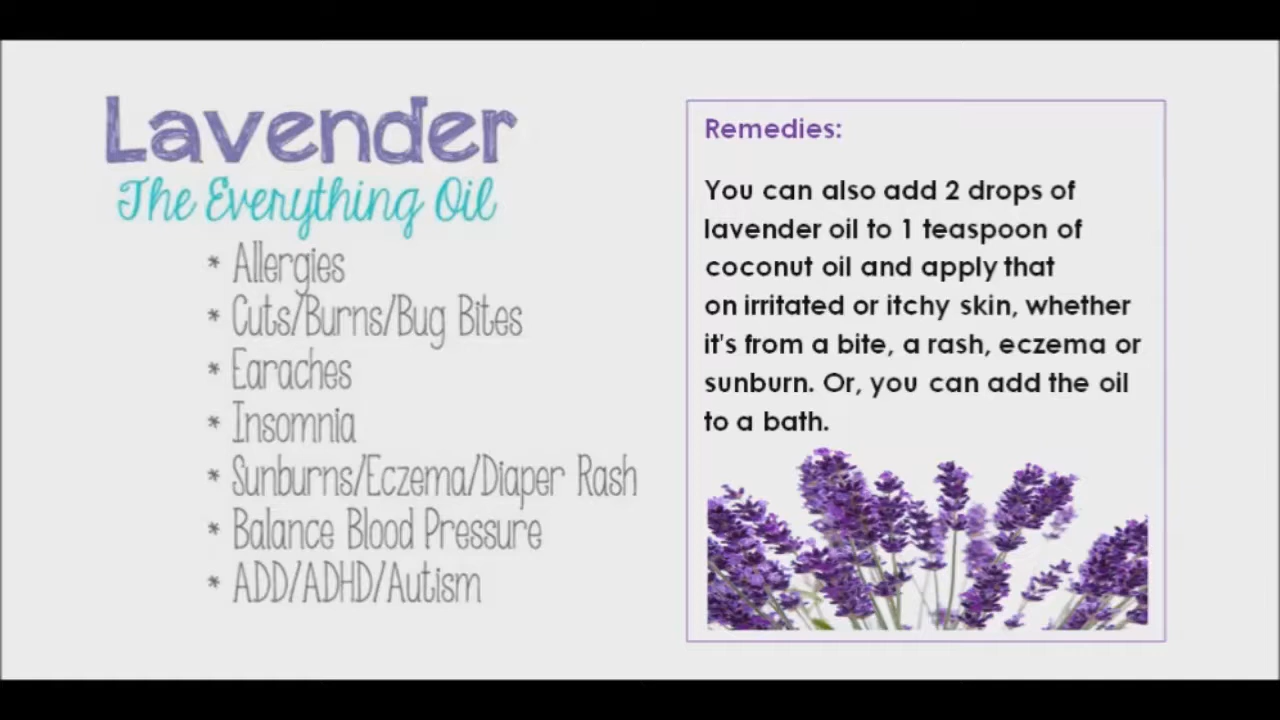 Lavender
The Everything Oil
* Allergies
* Cuts/Burns/Bug Bites
* Earaches
* Insomnia
* Sunburns/Eczema/Diaper Rash
* Balance Blood Pressure
* ADD/ADHD/Autism
Remedies:
You can also add 2 drops of
lavender oil to 1 teaspoon of
coconut oil and apply that
on irritated or itchy skin, whether
it's from a bite, a rash, eczema or
sunburn. Or, you can add the oil
to a bath.